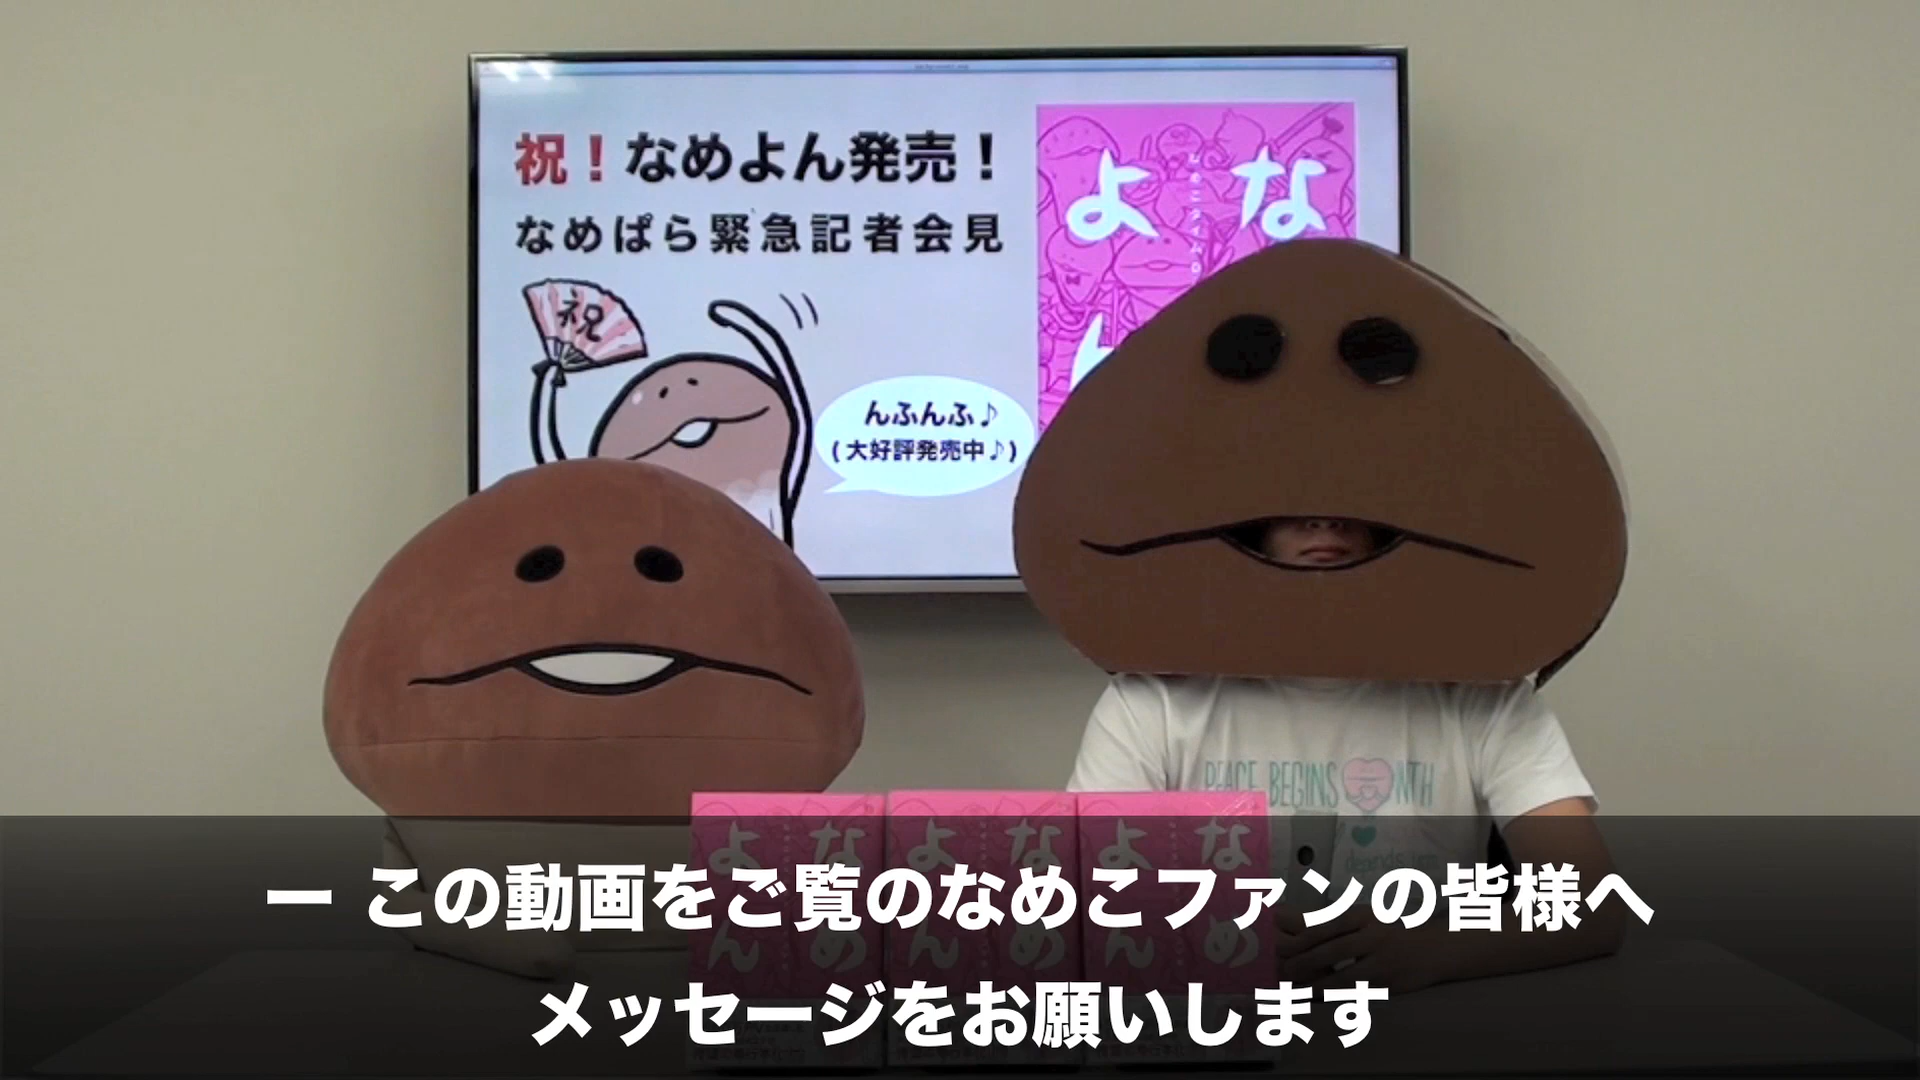 祝！なめよん発売！
なめぱら緊急記者会見
祝
んふんふ♪
(大好評発売中♪)
な
よ
ん
PEACE BEGINS WITH
なめ
よん
なめ
よん
なめ
よん
ー この動画をご覧のなめこファンの皆様へ
メッセージをお願いします